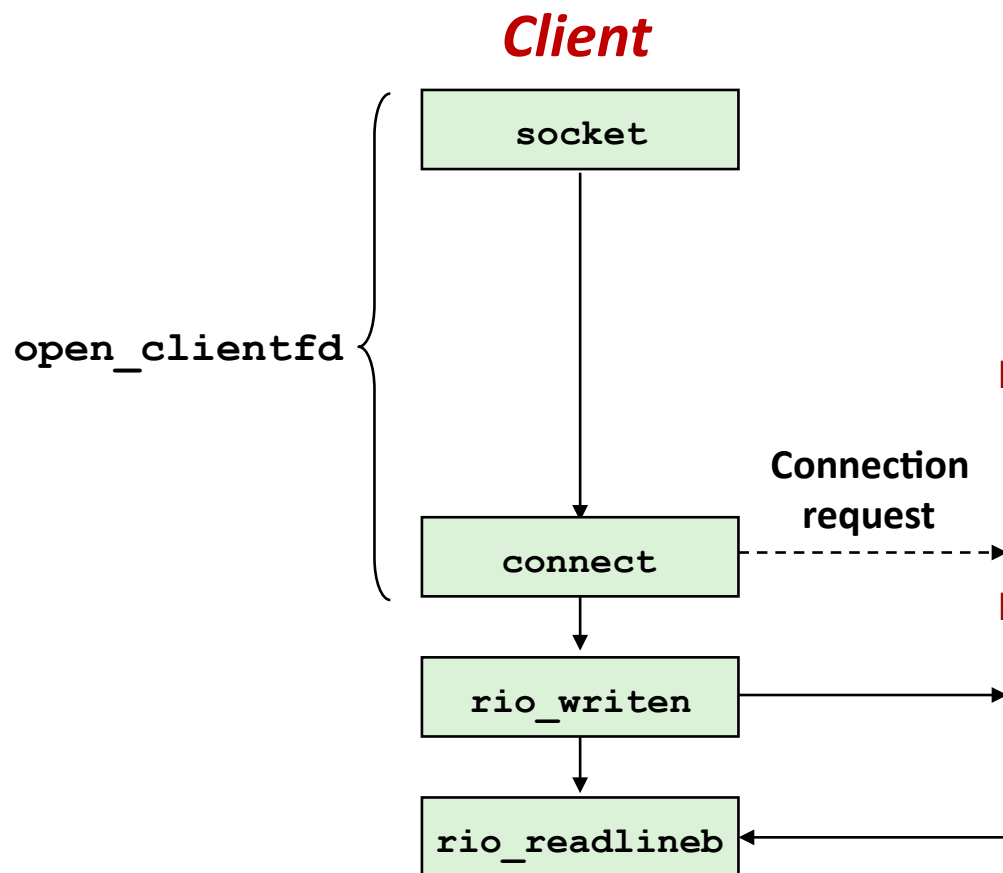 Client
socket
open_clientfd
Connection
request
connect
rio_writen
rio_readlineb